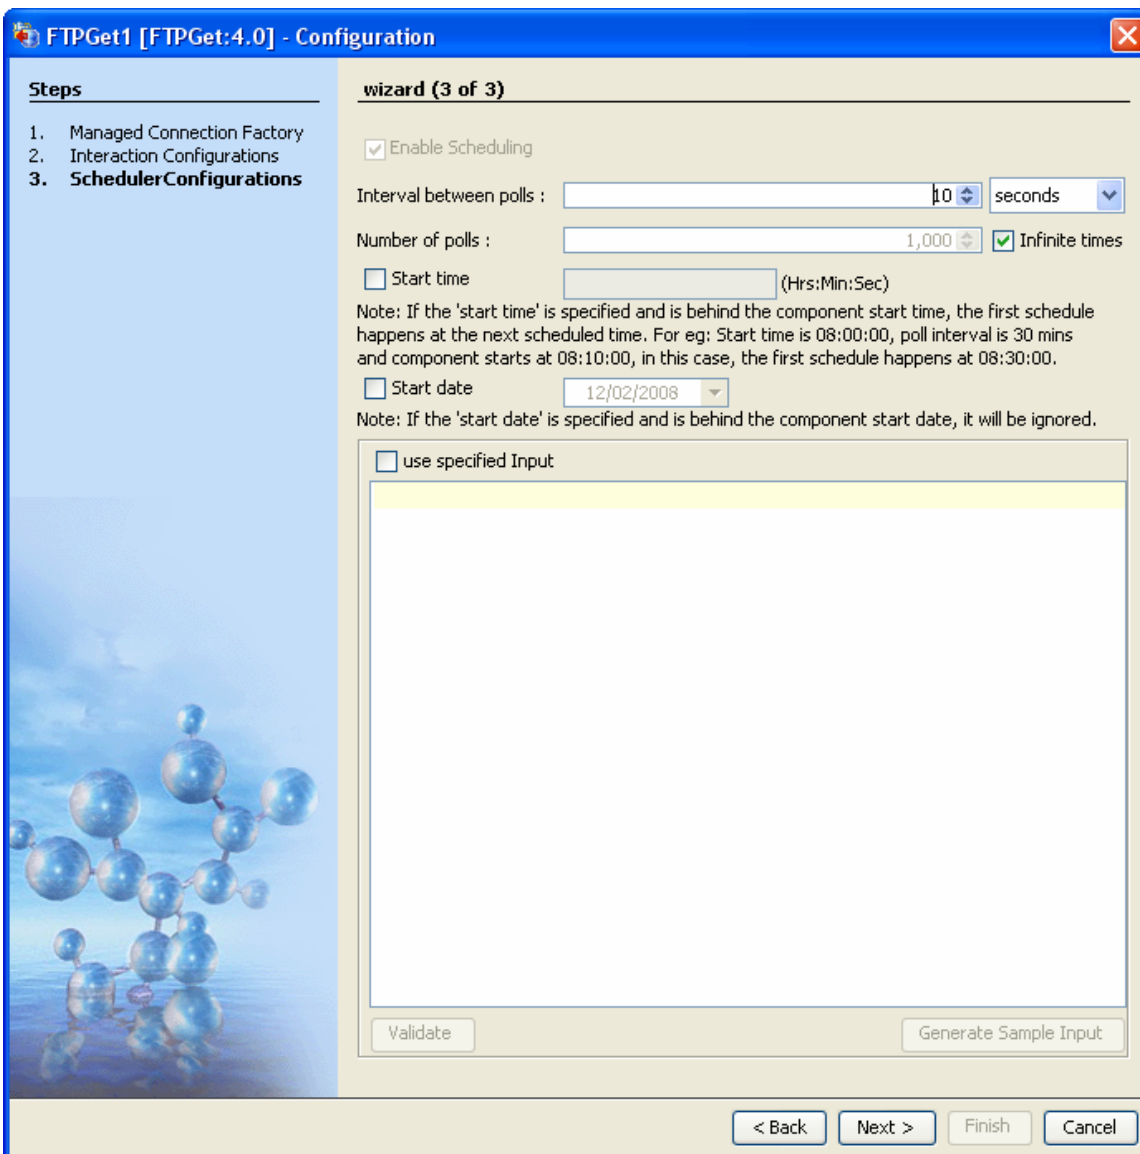 FTPGet1 [FTPGet:4.0] - Configuration
Steps
1. Managed Connection Factory
2. Interaction Configurations
3. SchedulerConfigurations
wizard (3 of 3)
Enable Scheduling
Interval between polls : 10 seconds
Number of polls : 1,000 Infinite times
Start time (Hrs:Min:Sec)
Note: If the 'start time' is specified and is behind the component start time, the first schedule
happens at the next scheduled time. For eg: Start time is 08:00:00, poll interval is 30 mins
and component starts at 08:10:00, in this case, the first schedule happens at 08:30:00.
Start date 12/02/2008
Note: If the 'start date' is specified and is behind the component start date, it will be ignored.
use specified Input
Validate Generate Sample Input
< Back Next > Finish Cancel